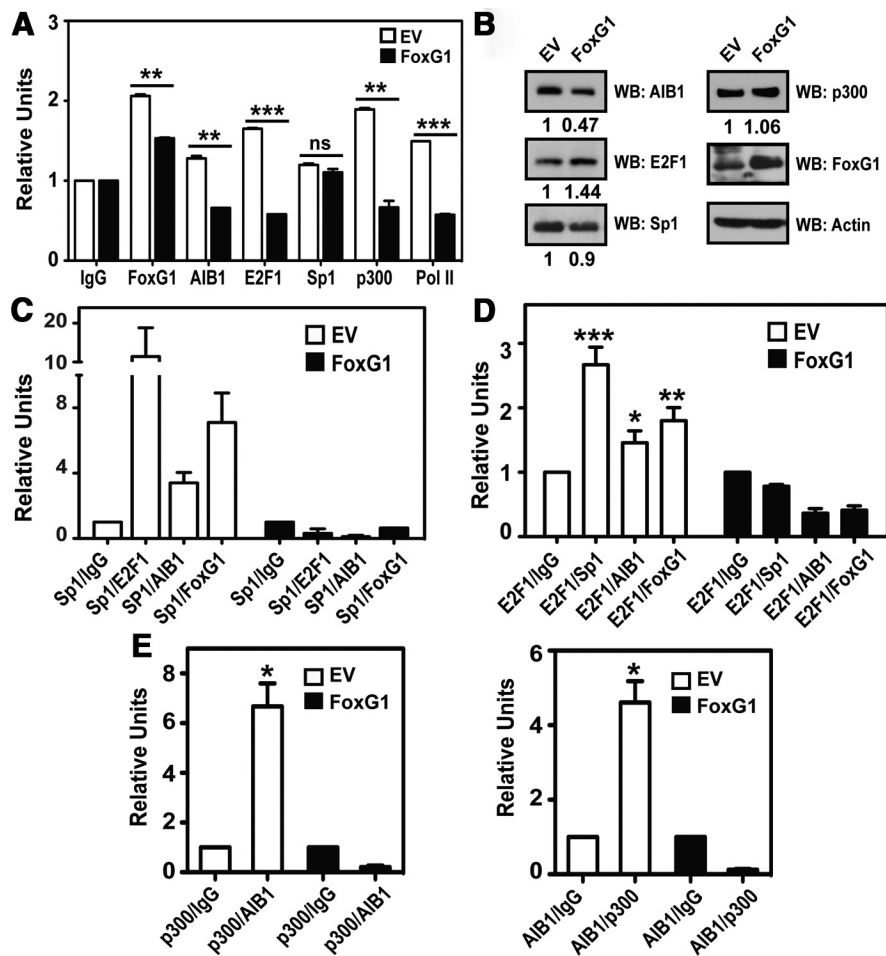 A
Relative Units
3
2
1
0
EV
FoxG1
**
**
***
ns
**
***
IgG FoxG1 AIB1 E2F1 Sp1 p300 Pol II
B
EV FoxG1
WB: AIB1
1 0.47
WB: E2F1
1 1.44
WB: Sp1
1 0.9
EV FoxG1
WB: p300
1 1.06
WB: FoxG1
WB: Actin
C
Relative Units
20
10
8
4
0
EV
FoxG1
Sp1/IgG
Sp1/E2F1
SP1/AIB1
Sp1/FoxG1
Sp1/IgG
Sp1/E2F1
SP1/AIB1
Sp1/FoxG1
D
Relative Units
3
2
1
0
***
*
**
EV
FoxG1
E2F1/IgG
E2F1/Sp1
E2F1/AIB1
E2F1/FoxG1
E2F1/IgG
E2F1/Sp1
E2F1/AIB1
E2F1/FoxG1
E
Relative Units
8
6
4
2
0
*
EV
FoxG1
p300/IgG
p300/AIB1
p300/IgG
p300/AIB1
Relative Units
6
4
2
0
*
EV
FoxG1
AIB1/IgG
AIB1/p300
AIB1/IgG
AIB1/p300